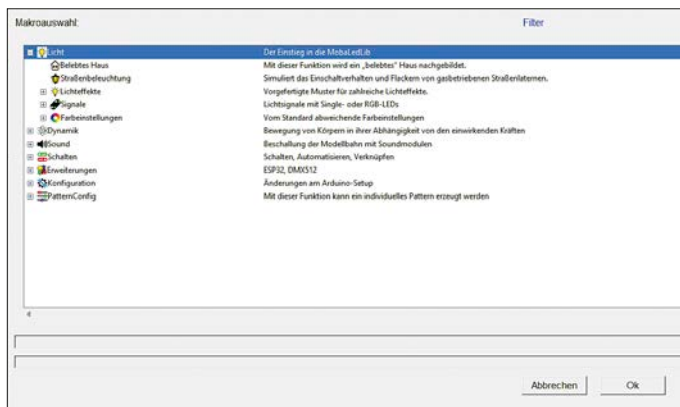 Makroauswahl: Filter
Licht Der Einstieg in die MobaLedLib
Belebtes Haus Mit dieser Funktion wird ein „belebtes" Haus nachgebildet.
Straßenbeleuchtung Simuliert das Einschaltverhalten und Flackern von gasbetriebenen Straßenlaternen.
Lichteffekte Vorgefertigte Muster für zahlreiche Lichteffekte.
Signale Lichtsignale mit Single- oder RGB-LEDs
Farbeinstellungen Vom Standard abweichende Farbeinstellungen
Dynamik Bewegung von Körpern in ihrer Abhängigkeit von den einwirkenden Kräften
Sound Beschallung der Modellbahn mit Soundmodulen
Schalten Schalten, Automatisieren, Verknüpfen
Erweiterungen ESP32, DMX512
Konfiguration Änderungen am Arduino-Setup
PatternConfig Mit dieser Funktion kann ein individuelles Pattern erzeugt werden
Abbrechen Ok